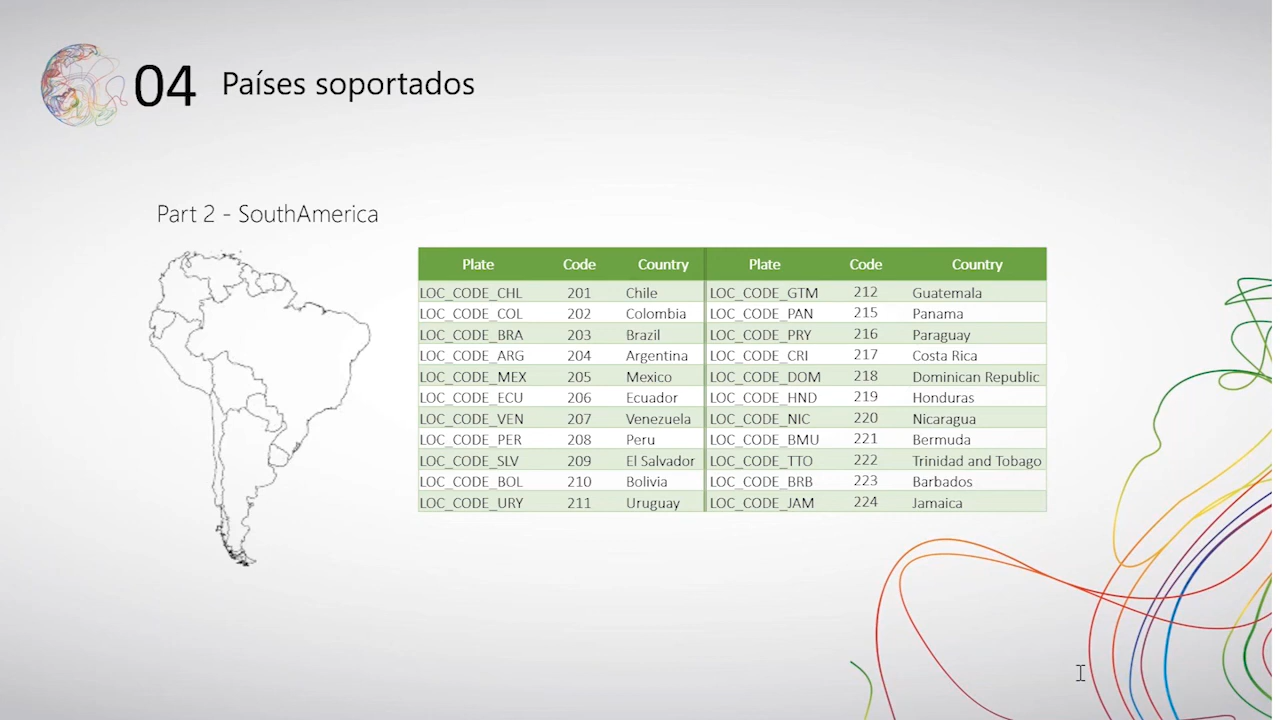 04 Países soportados
Part 2 - SouthAmerica
Plate Code Country Plate Code Country
LOC_CODE_CHL 201 Chile LOC_CODE_GTM 212 Guatemala
LOC_CODE_COL 202 Colombia LOC_CODE_PAN 215 Panama
LOC_CODE_BRA 203 Brazil LOC_CODE_PRY 216 Paraguay
LOC_CODE_ARG 204 Argentina LOC_CODE_CRI 217 Costa Rica
LOC_CODE_MEX 205 Mexico LOC_CODE_DOM 218 Dominican Republic
LOC_CODE_ECU 206 Ecuador LOC_CODE_HND 219 Honduras
LOC_CODE_VEN 207 Venezuela LOC_CODE_NIC 220 Nicaragua
LOC_CODE_PER 208 Peru LOC_CODE_BMU 221 Bermuda
LOC_CODE_SLV 209 El Salvador LOC_CODE_TTO 222 Trinidad and Tobago
LOC_CODE_BOL 210 Bolivia LOC_CODE_BRB 223 Barbados
LOC_CODE_URY 211 Uruguay LOC_CODE_JAM 224 Jamaica